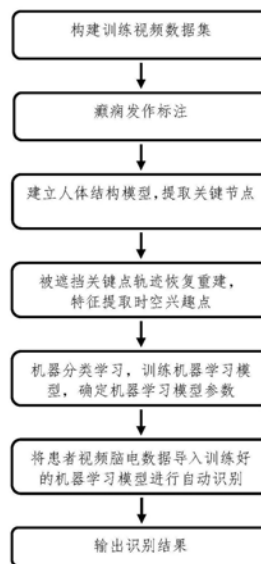 构建训练视频数据集
癫痫发作标注
建立人体结构模型,提取关键节点
被遮挡关键点轨迹恢复重建,
特征提取时空兴趣点
机器分类学习，训练机器学习模
型，确定机器学习模型参数
将患者视频脑电数据导入训练好
的机器学习模型进行自动识别
输出识别结果